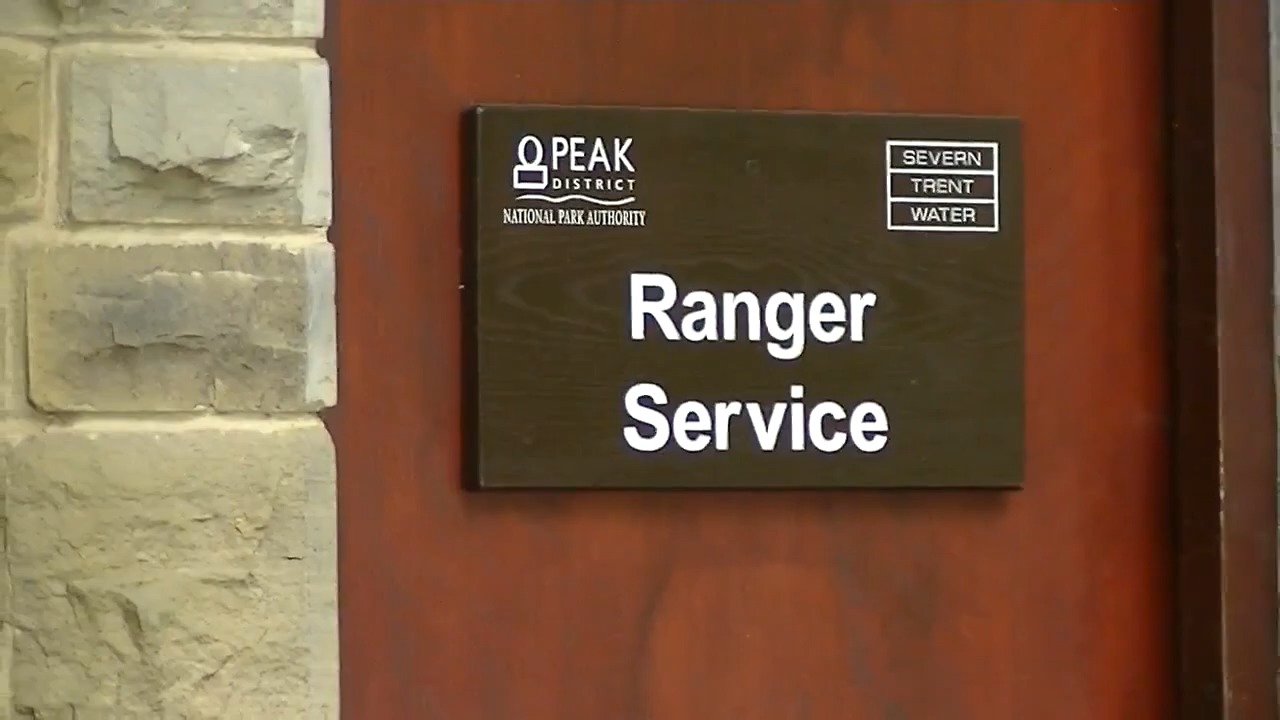 PEAK
DISTRICT
NATIONAL PARK AUTHORITY
SEVERN
TRENT
WATER
Ranger
Service